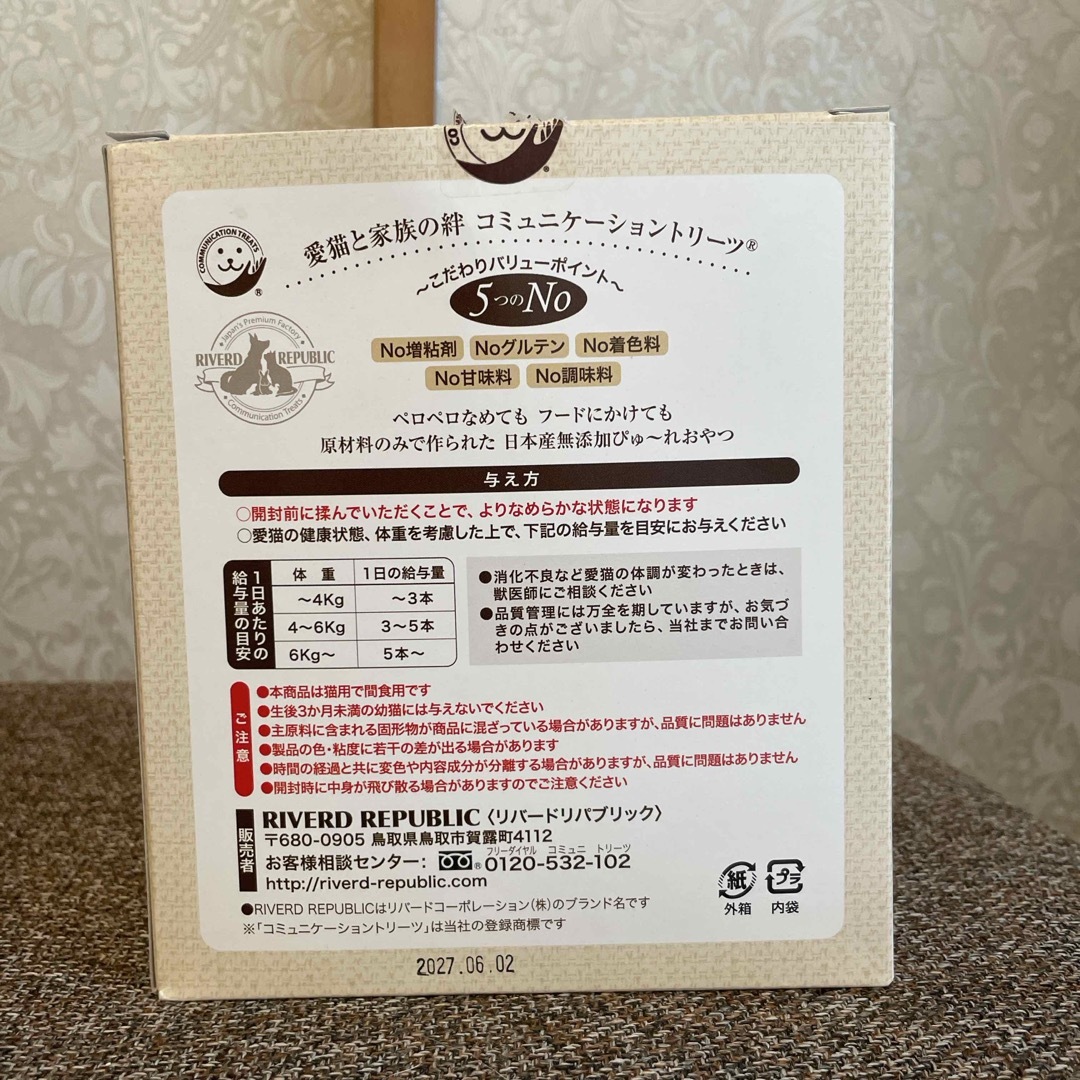 CO
®
COMMUNICATION TREATS
®
愛猫と家族の絆 コミュニケーショントリーツ®
〜こだわりバリューポイント〜
5つのNo
Japan's Premium Factory
RIVERD REPUBLIC
Communication Treats
No増粘剤 Noグルテン No着色料
No甘味料 No調味料
ペロペロなめても フードにかけても
原材料のみで作られた 日本産無添加ぴゅ〜れおやつ
与え方
○開封前に揉んでいただくことで、よりなめらかな状態になります
○愛猫の健康状態、体重を考慮した上で、下記の給与量を目安にお与えください
1日あたりの
給与量の目安
体 重 1日の給与量
〜4Kg 〜3本
4〜6Kg 3〜5本
6Kg〜 5本〜
●消化不良など愛猫の体調が変わったときは、
獣医師にご相談ください
●品質管理には万全を期していますが、お気づ
きの点がございましたら、当社までお問い合
わせください
ご注意
●本商品は猫用で間食用です
●生後3か月未満の幼猫には与えないでください
●主原料に含まれる固形物が商品に混ざっている場合がありますが、品質に問題はありません
●製品の色・粘度に若干の差が出る場合があります
●時間の経過と共に変色や内容成分が分離する場合がありますが、品質に問題はありません
●開封時に中身が飛び散る場合がありますのでご注意ください
販売者
RIVERD REPUBLIC〈リバードリパブリック〉
〒680-0905 鳥取県鳥取市賀露町4112
フリーダイヤル コミュニ トリーツ
お客様相談センター: ®0120-532-102
http://riverd-republic.com
●RIVERD REPUBLICはリバードコーポレーション(株)のブランド名です
※「コミュニケーショントリーツ」は当社の登録商標です
紙 プラ
外箱 内袋
2027.06.02